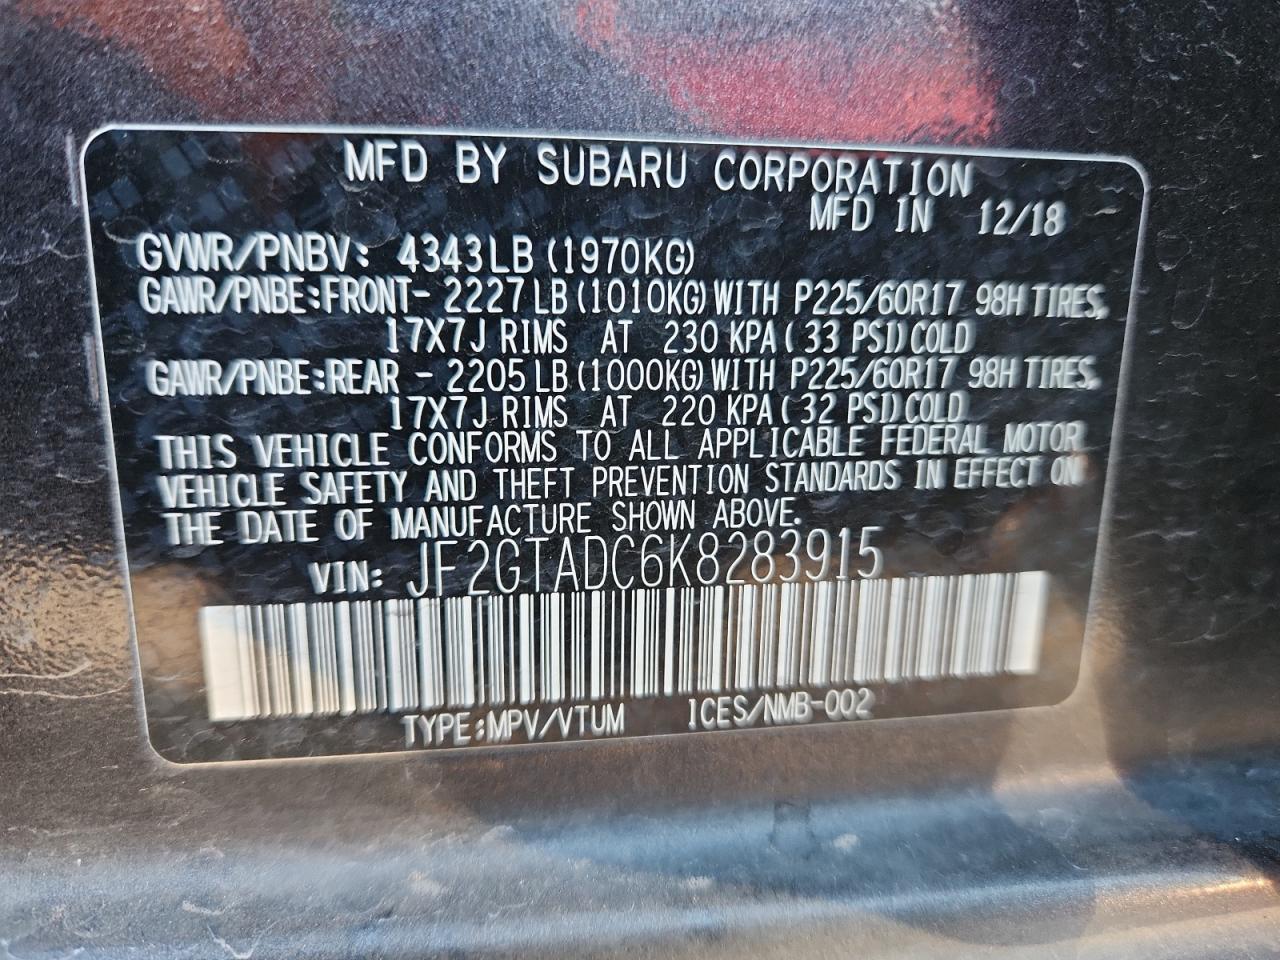 MFD BY SUBARU CORPORATION
MFD IN 12/18
GVWR/PNBV: 4343LB (1970KG)
GAWR/PNBE:FRONT- 2227 LB (1010KG) WITH P225/60R17 98H TIRES,
17X7J RIMS AT 230 KPA ( 33 PSI) COLD
GAWR/PNBE:REAR - 2205 LB (1000KG) WITH P225/60R17 98H TIRES,
17X7J RIMS AT 220 KPA ( 32 PSI) COLD
THIS VEHICLE CONFORMS TO ALL APPLICABLE FEDERAL MOTOR
VEHICLE SAFETY AND THEFT PREVENTION STANDARDS IN EFFECT ON
THE DATE OF MANUFACTURE SHOWN ABOVE.
VIN: JF2GTADC6K8283915
TYPE:MPV/VTUM ICES/NMB-002